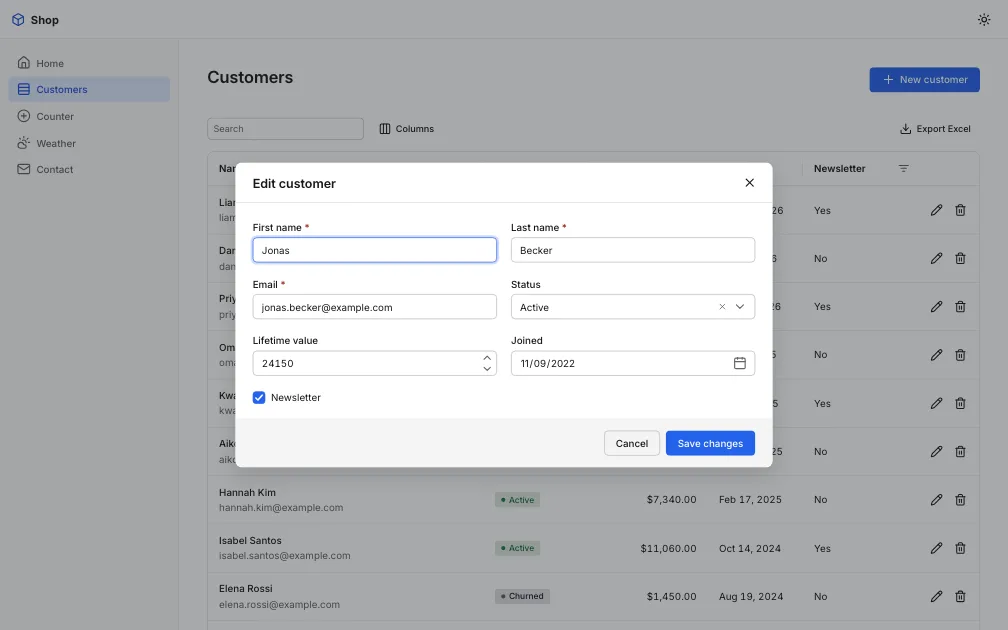 Shop
Home
Customers
Counter
Weather
Contact
Customers
New customer
Search
Columns
Export Excel
Newsletter
Yes
No
Yes
No
Yes
No
Edit customer
First name *
Last name *
Jonas
Becker
Email *
Status
jonas.becker@example.com
Active
Lifetime value
Joined
24150
11/09/2022
Newsletter
Cancel
Save changes
Hannah Kim
hannah.kim@example.com
Active
$7,340.00
Feb 17, 2025
No
Isabel Santos
isabel.santos@example.com
Active
$11,060.00
Oct 14, 2024
Yes
Elena Rossi
elena.rossi@example.com
Churned
$1,450.00
Aug 19, 2024
No